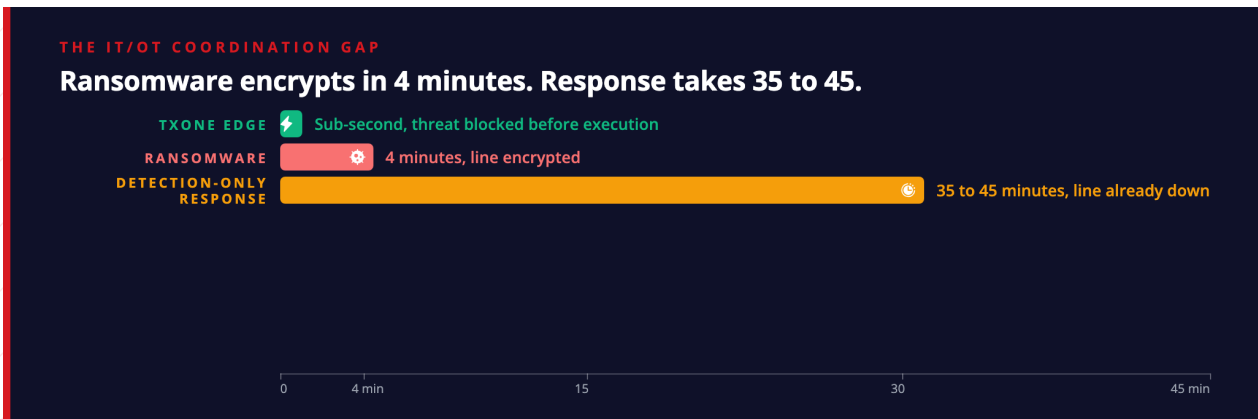 THE IT/OT COORDINATION GAP
Ransomware encrypts in 4 minutes. Response takes 35 to 45.
TXONE EDGE
Sub-second, threat blocked before execution
RANSOMWARE
4 minutes, line encrypted
DETECTION-ONLY
RESPONSE
35 to 45 minutes, line already down
0 4 min 15 30 45 min